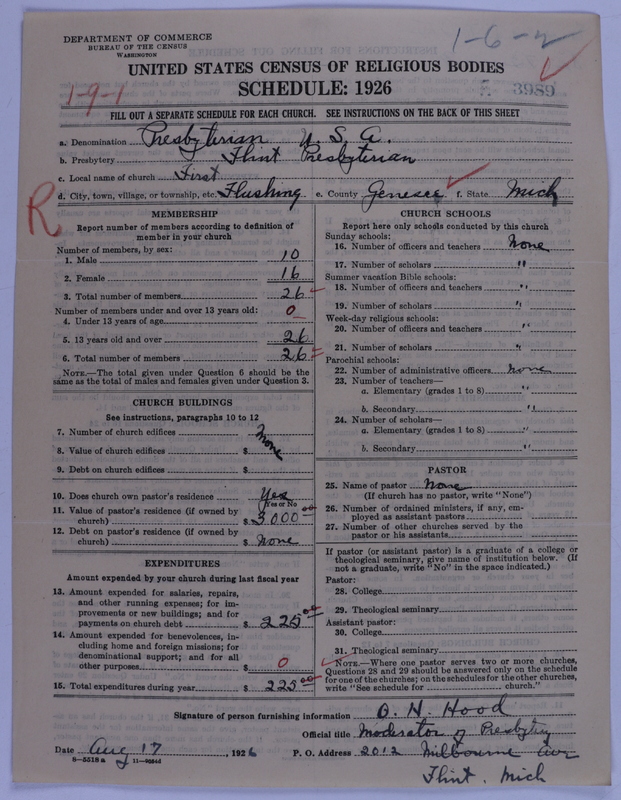 DEPARTMENT OF COMMERCE
BUREAU OF THE CENSUS
WASHINGTON
1-6-2
UNITED STATES CENSUS OF RELIGIOUS BODIES
1-9-1
SCHEDULE: 1926
3989
FILL OUT A SEPARATE SCHEDULE FOR EACH CHURCH. SEE INSTRUCTIONS ON THE BACK OF THIS SHEET
a. Denomination Presbyterian U.S.A.
b. Presbytery Flint Presbyterian
c. Local name of church First
d. City, town, village, or township, etc. Flushing e. County Genesee f. State Mich
R
MEMBERSHIP
Report number of members according to definition of member in your church
Number of members, by sex:
1. Male 10
2. Female 16
3. Total number of members 26
Number of members under and over 13 years old:
4. Under 13 years of age 0
5. 13 years old and over 26
6. Total number of members 26
NOTE.—The total given under Question 6 should be the
same as the total of males and females given under Question 3.
CHURCH BUILDINGS
See instructions, paragraphs 10 to 12
7. Number of church edifices None
8. Value of church edifices $
9. Debt on church edifices $
10. Does church own pastor's residence Yes
Yes or No
11. Value of pastor's residence (if owned by
church) $ 3000 00
12. Debt on pastor's residence (if owned by
church) $ None
EXPENDITURES
Amount expended by your church during last fiscal year
13. Amount expended for salaries, repairs,
and other running expenses; for im-
provements or new buildings; and for
payments on church debt $ 225 00
14. Amount expended for benevolences, in-
cluding home and foreign missions; for
denominational support; and for all
other purposes $ 0
15. Total expenditures during year $ 225 00
CHURCH SCHOOLS
Report here only schools conducted by this church
Sunday schools:
16. Number of officers and teachers None
17. Number of scholars "
Summer vacation Bible schools:
18. Number of officers and teachers "
19. Number of scholars "
Week-day religious schools:
20. Number of officers and teachers "
21. Number of scholars "
Parochial schools:
22. Number of administrative officers none
23. Number of teachers—
a. Elementary (grades 1 to 8) "
b. Secondary "
24. Number of scholars—
a. Elementary (grades 1 to 8) "
b. Secondary "
PASTOR
25. Name of pastor None
(If church has no pastor, write "None")
26. Number of ordained ministers, if any, em-
ployed as assistant pastors
27. Number of other churches served by the
pastor or his assistants
If pastor (or assistant pastor) is a graduate of a college or
theological seminary, give name of institution below. (If
not a graduate, write "No" in the space indicated.)
Pastor:
28. College
29. Theological seminary
Assistant pastor:
30. College
31. Theological seminary
NOTE.—Where one pastor serves two or more churches,
Questions 28 and 29 should be answered only on the schedule
for one of the churches; on the schedules for the other churches,
write "See schedule for church."
Signature of person furnishing information O. N. Hood
Official title Moderator of Presbytery
Date Aug 17, 1926 P. O. Address 2012 Milbourne Ave
8—5518 a 11—9054d
Flint, Mich